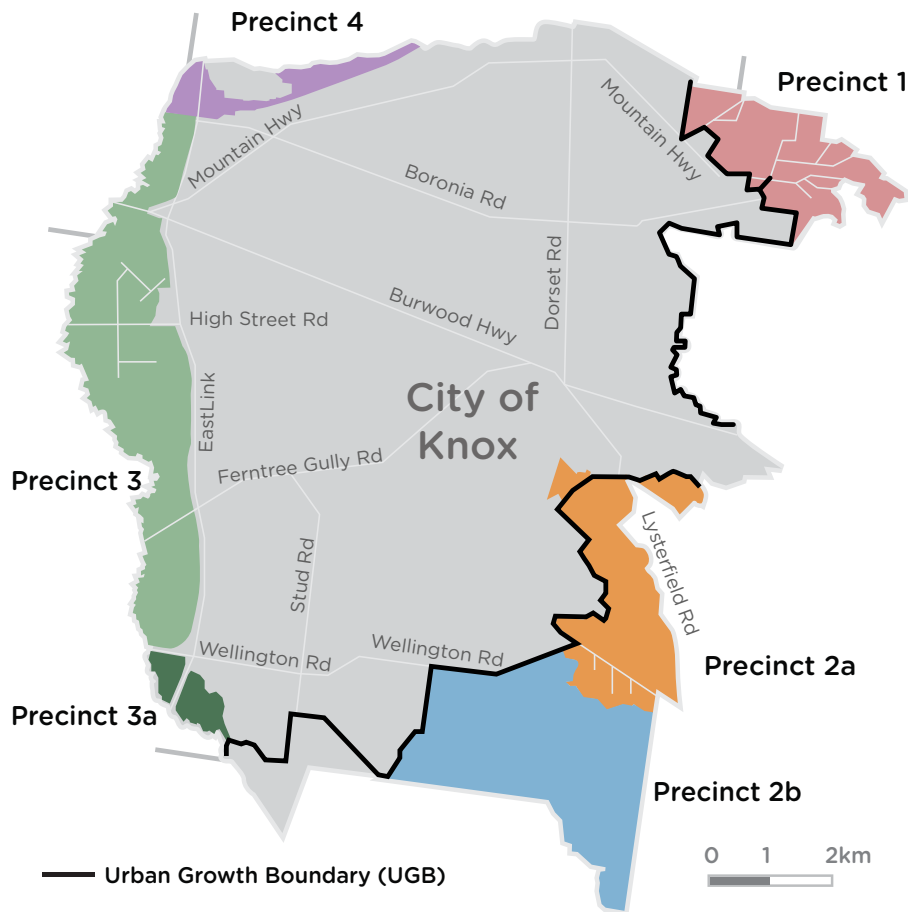 Precinct 4
Precinct 1
Mountain Hwy
Mountain Hwy
Boronia Rd
Dorset Rd
Burwood Hwy
High Street Rd
EastLink
City of
Knox
Ferntree Gully Rd
Precinct 3
Stud Rd
Lysterfield Rd
Wellington Rd
Wellington Rd
Precinct 2a
Precinct 3a
Precinct 2b
0 1 2km
Urban Growth Boundary (UGB)